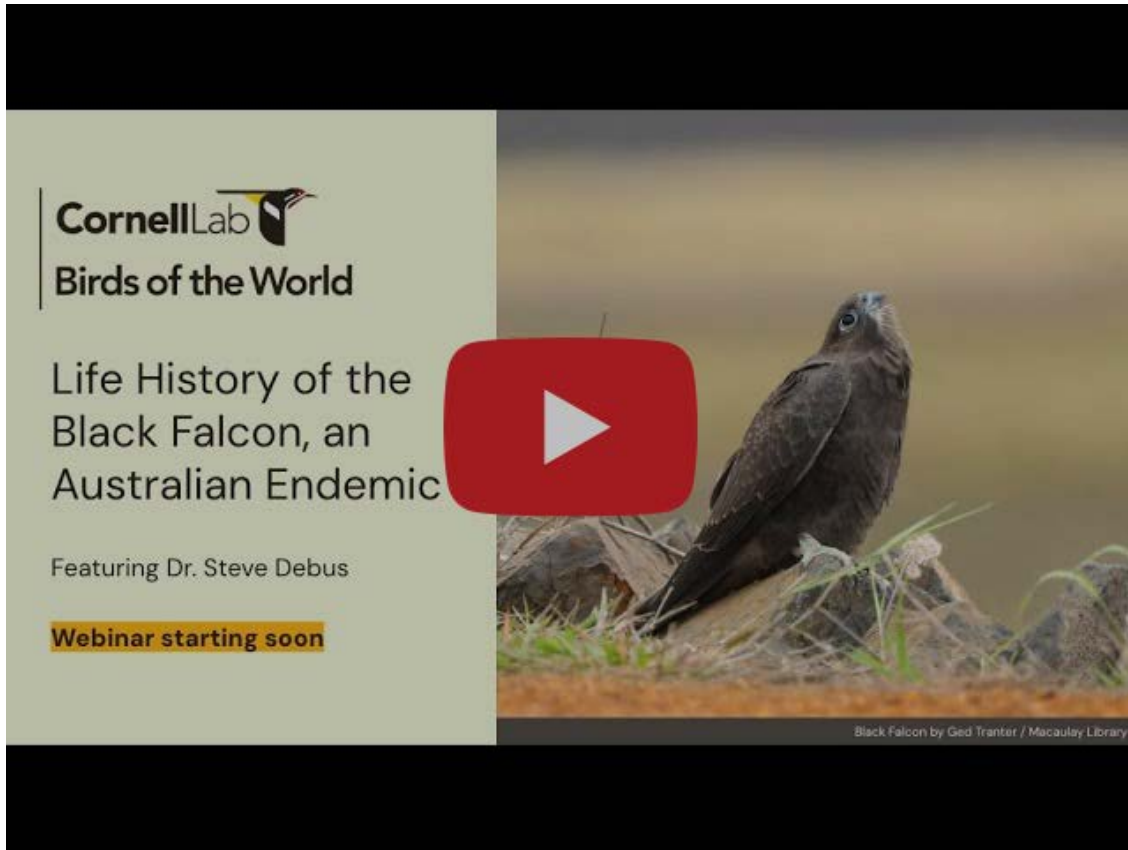 CornellLab
Birds of the World
Life History of the
Black Falcon, an
Australian Endemic
Featuring Dr. Steve Debus
Webinar starting soon
Black Falcon by Ged Tranter / Macaulay Library